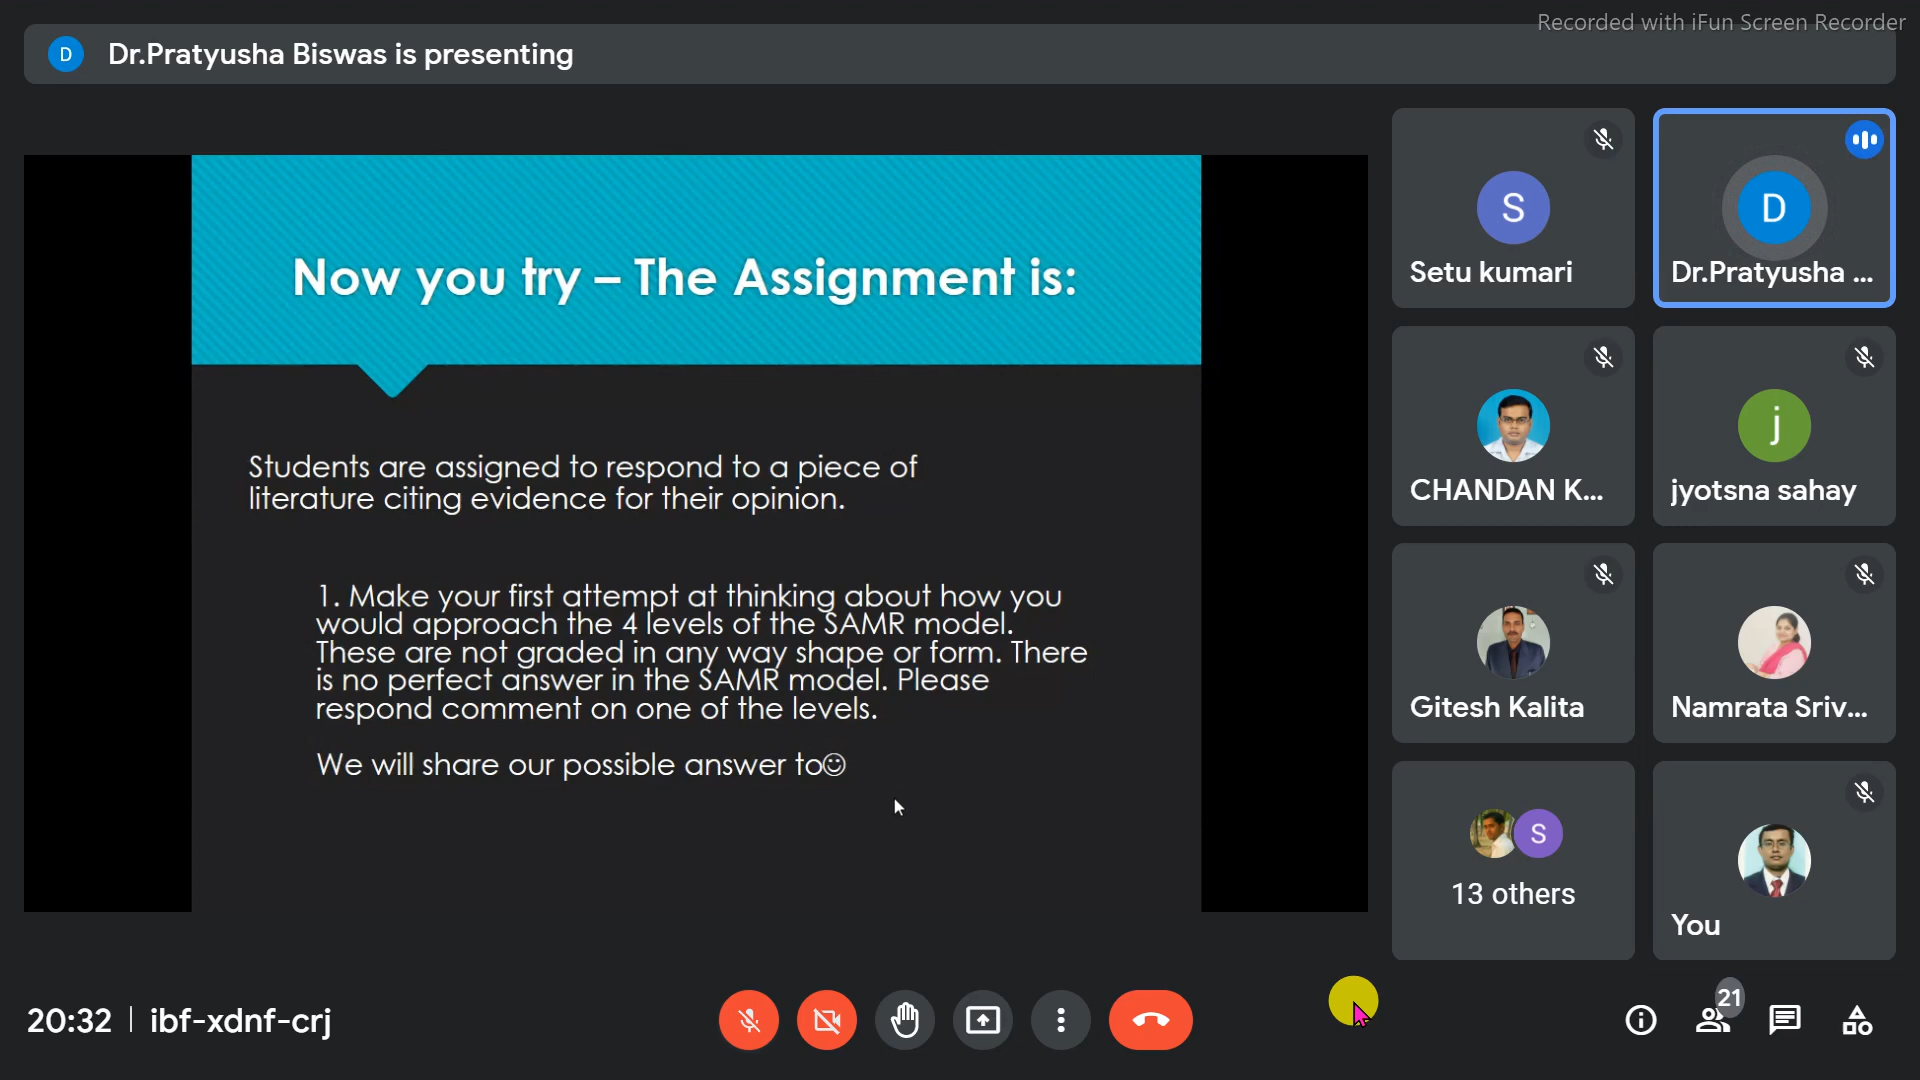 Recorded with iFun Screen Recorder
D Dr.Pratyusha Biswas is presenting
Now you try – The Assignment is:
Students are assigned to respond to a piece of
literature citing evidence for their opinion.
1. Make your first attempt at thinking about how you
would approach the 4 levels of the SAMR model.
These are not graded in any way shape or form. There
is no perfect answer in the SAMR model. Please
respond comment on one of the levels.
We will share our possible answer to☺
S
Setu kumari
D
Dr.Pratyusha ...
CHANDAN K...
j
jyotsna sahay
Gitesh Kalita
Namrata Sriv...
S
13 others
You
20:32 | ibf-xdnf-crj
21